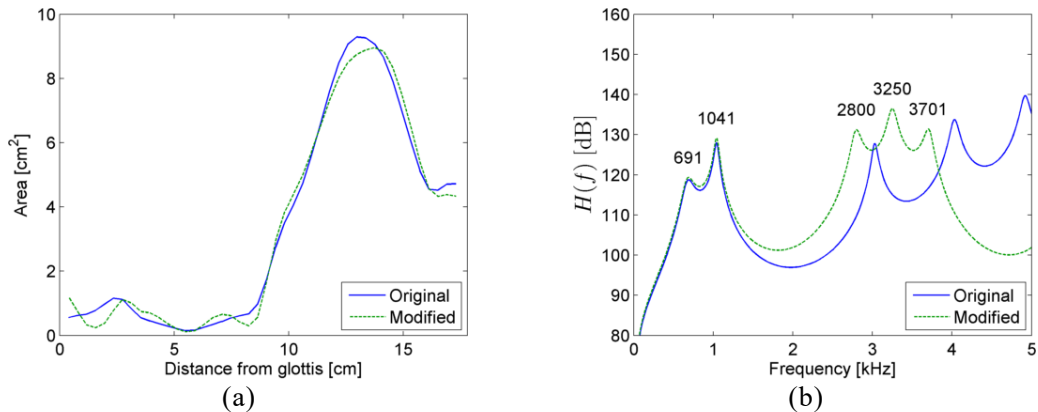 10
8
6
4
2
0
Area [cm²]
0 5 10 15
Distance from glottis [cm]
Original
Modified
(a)
160
150
140
130
120
110
100
90
80
H(f) [dB]
691
1041
2800
3250
3701
0 1 2 3 4 5
Frequency [kHz]
Original
Modified
(b)